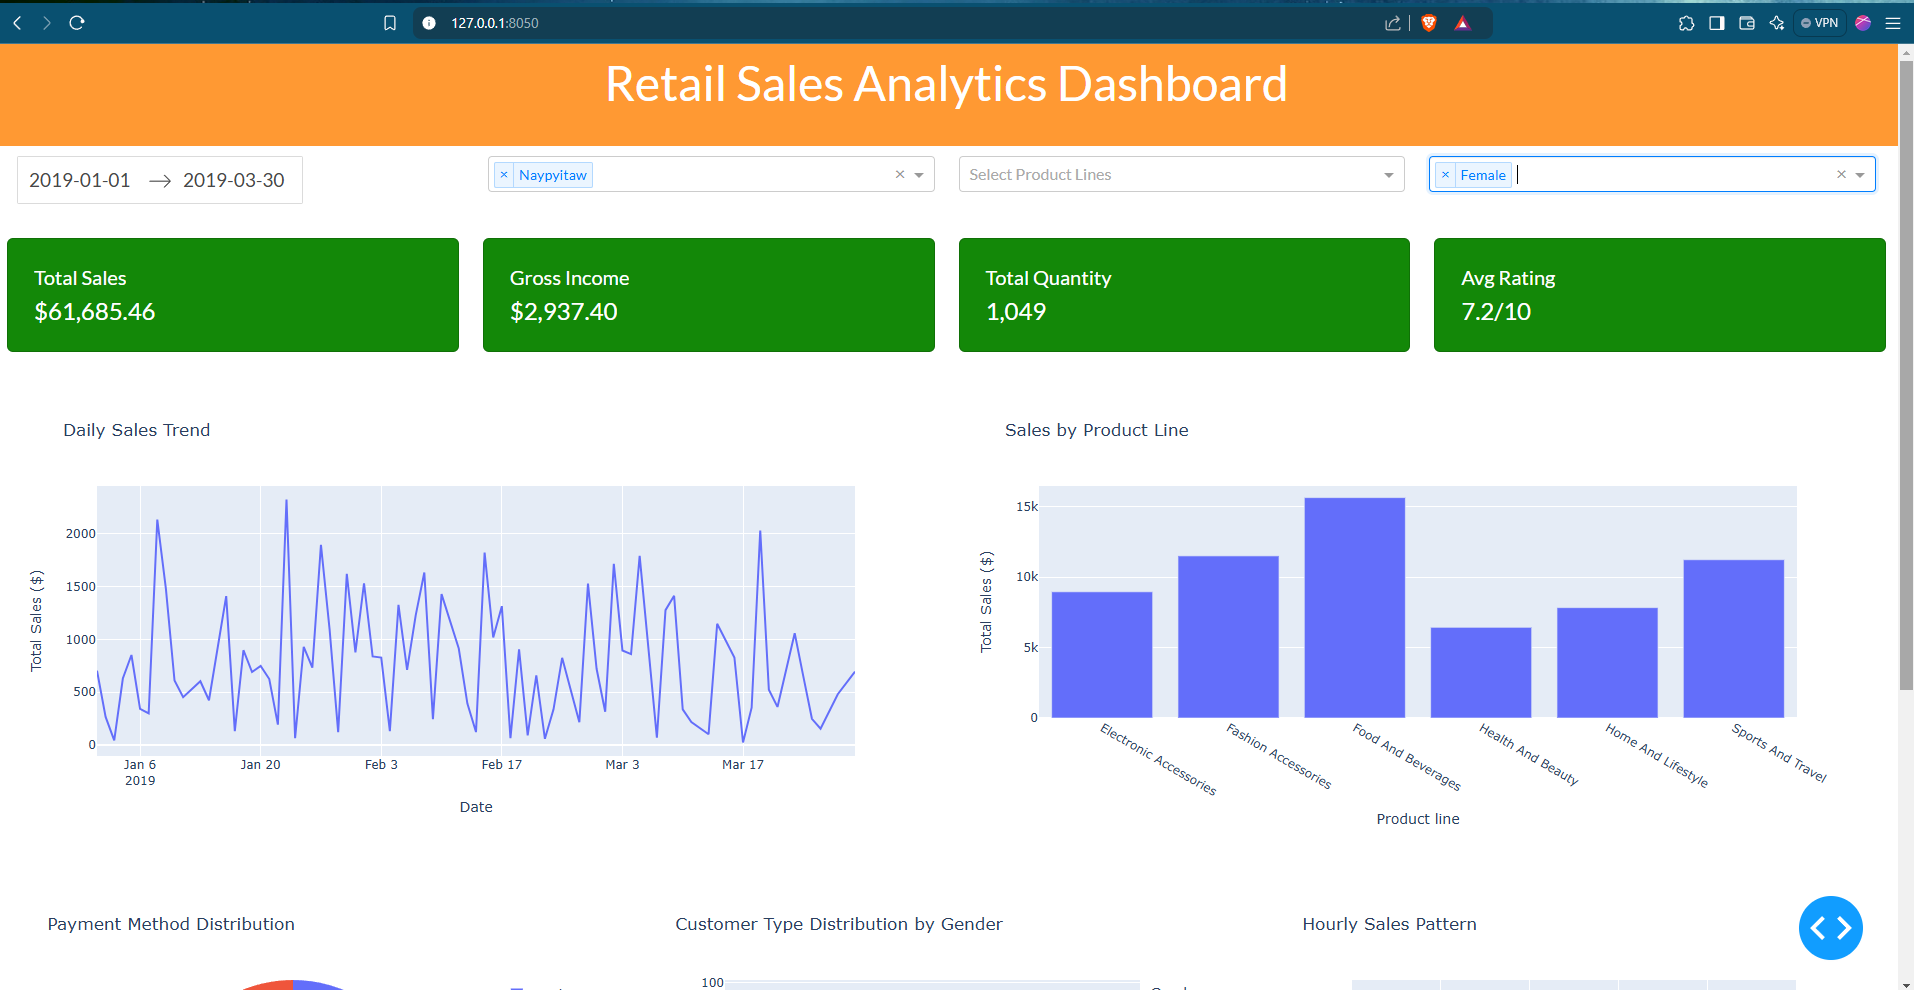 127.0.0.1:8050
VPN
Retail Sales Analytics Dashboard
2019-01-01 → 2019-03-30
× Naypyitaw ×
Select Product Lines
× Female ×
Total Sales
$61,685.46
Gross Income
$2,937.40
Total Quantity
1,049
Avg Rating
7.2/10
Daily Sales Trend
Total Sales ($)
2000
1500
1000
500
0
Jan 6
2019
Jan 20
Feb 3
Feb 17
Mar 3
Mar 17
Date
Sales by Product Line
Total Sales ($)
15k
10k
5k
0
Electronic Accessories
Fashion Accessories
Food And Beverages
Health And Beauty
Home And Lifestyle
Sports And Travel
Product line
Payment Method Distribution
Customer Type Distribution by Gender
100
Hourly Sales Pattern